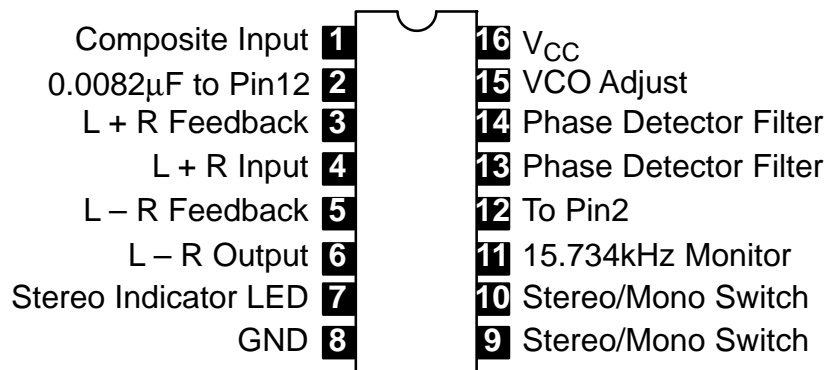 Composite Input 1 16 VCC
0.0082μF to Pin12 2 15 VCO Adjust
L + R Feedback 3 14 Phase Detector Filter
L + R Input 4 13 Phase Detector Filter
L – R Feedback 5 12 To Pin2
L – R Output 6 11 15.734kHz Monitor
Stereo Indicator LED 7 10 Stereo/Mono Switch
GND 8 9 Stereo/Mono Switch